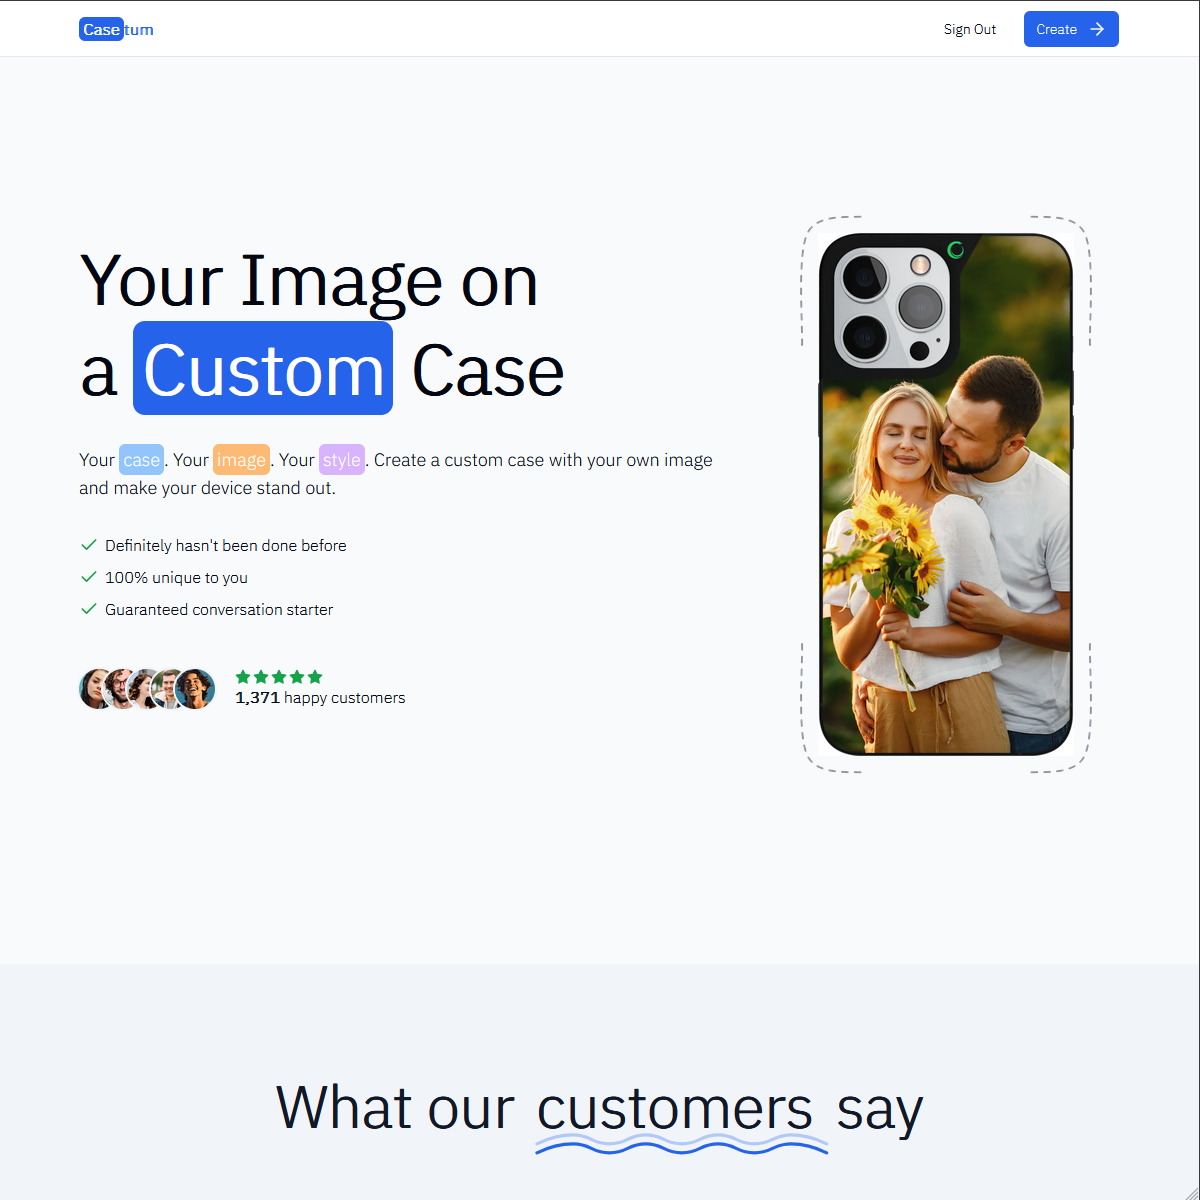 Casetum
Sign Out
Create
Your Image on
a Custom Case
Your case. Your image. Your style. Create a custom case with your own image
and make your device stand out.
Definitely hasn't been done before
100% unique to you
Guaranteed conversation starter
1,371 happy customers
What our customers say